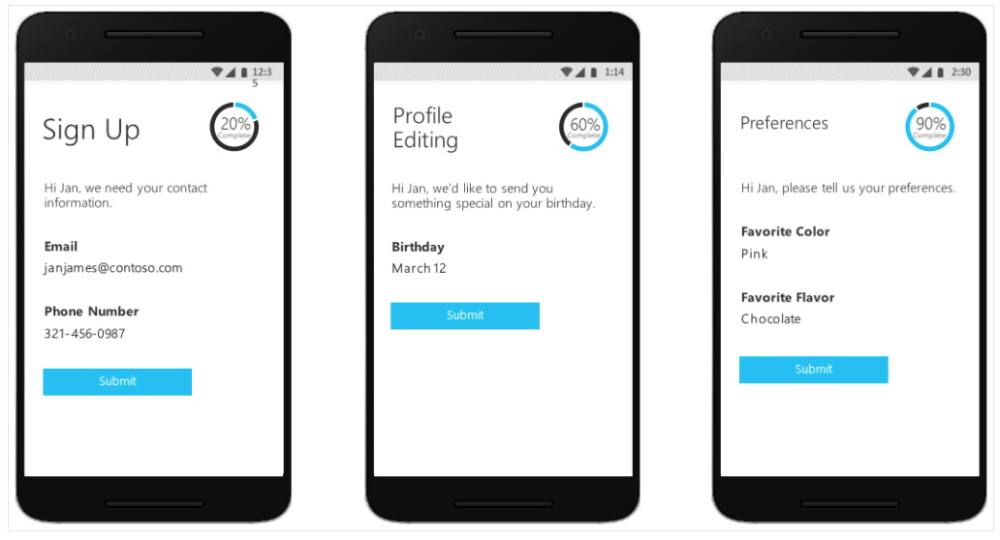 12:3
5
Sign Up
20%
Complete
Hi Jan, we need your contact
information.
Email
janjames@contoso.com
Phone Number
321-456-0987
Submit
1:14
Profile
Editing
60%
Complete
Hi Jan, we'd like to send you
something special on your birthday.
Birthday
March 12
Submit
2:30
Preferences
90%
Complete
Hi Jan, please tell us your preferences.
Favorite Color
Pink
Favorite Flavor
Chocolate
Submit